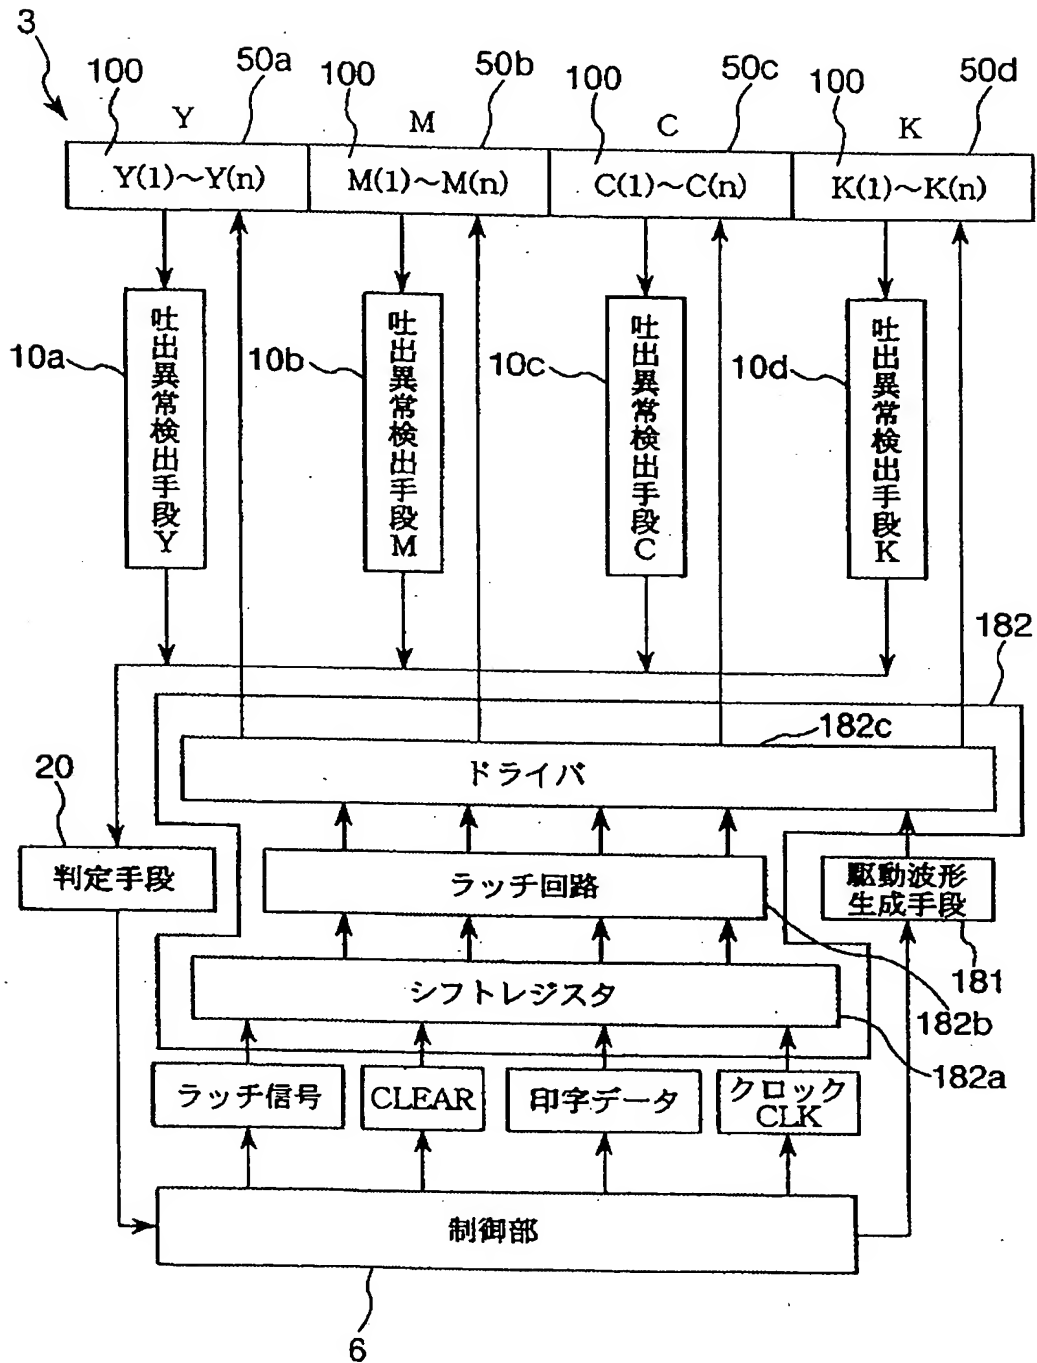 3
100
50a
100
50b
100
50c
100
50d
Y
M
C
K
Y(1)~Y(n)
M(1)~M(n)
C(1)~C(n)
K(1)~K(n)
10a
吐出異常検出手段Y
10b
吐出異常検出手段M
10c
吐出異常検出手段C
10d
吐出異常検出手段K
182
182c
ドライバ
20
判定手段
ラッチ回路
駆動波形
生成手段
181
シフトレジスタ
182b
182a
ラッチ信号
CLEAR
印字データ
クロック
CLK
制御部
6